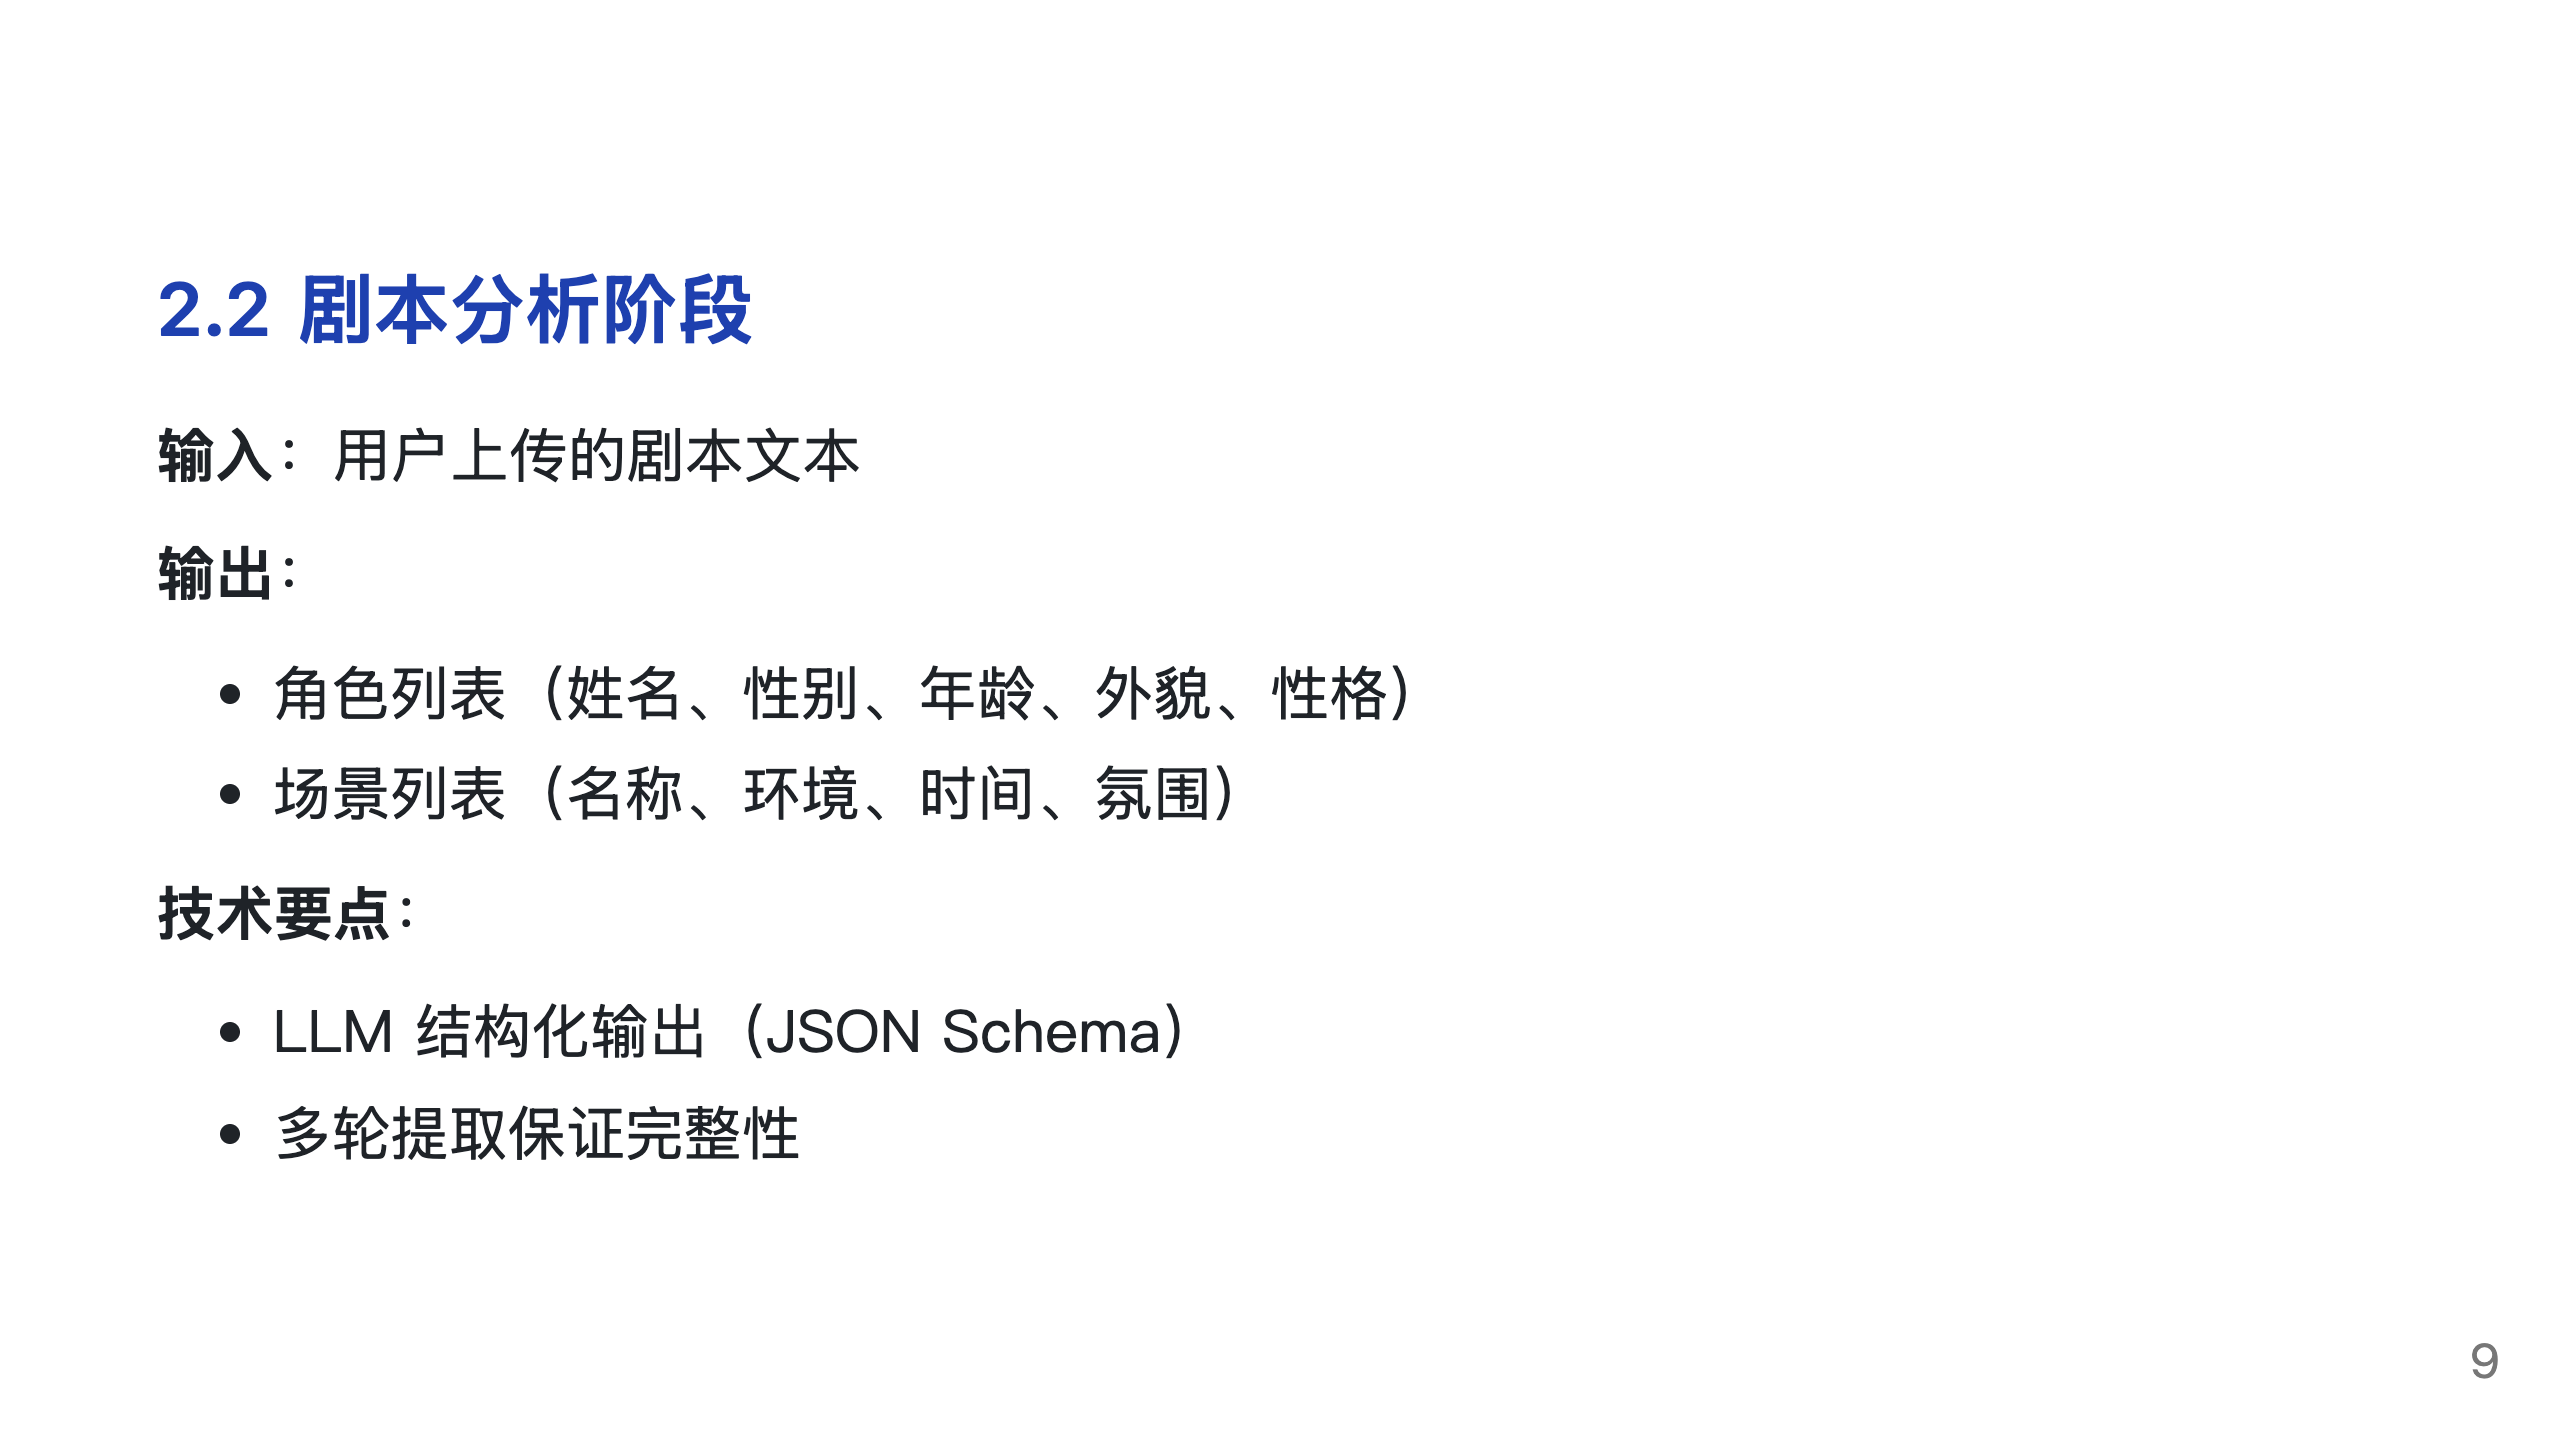 2.2 剧本分析阶段
输入：用户上传的剧本文本
输出：
• 角色列表（姓名、性别、年龄、外貌、性格）
• 场景列表（名称、环境、时间、氛围）
技术要点：
• LLM 结构化输出（JSON Schema）
• 多轮提取保证完整性
9